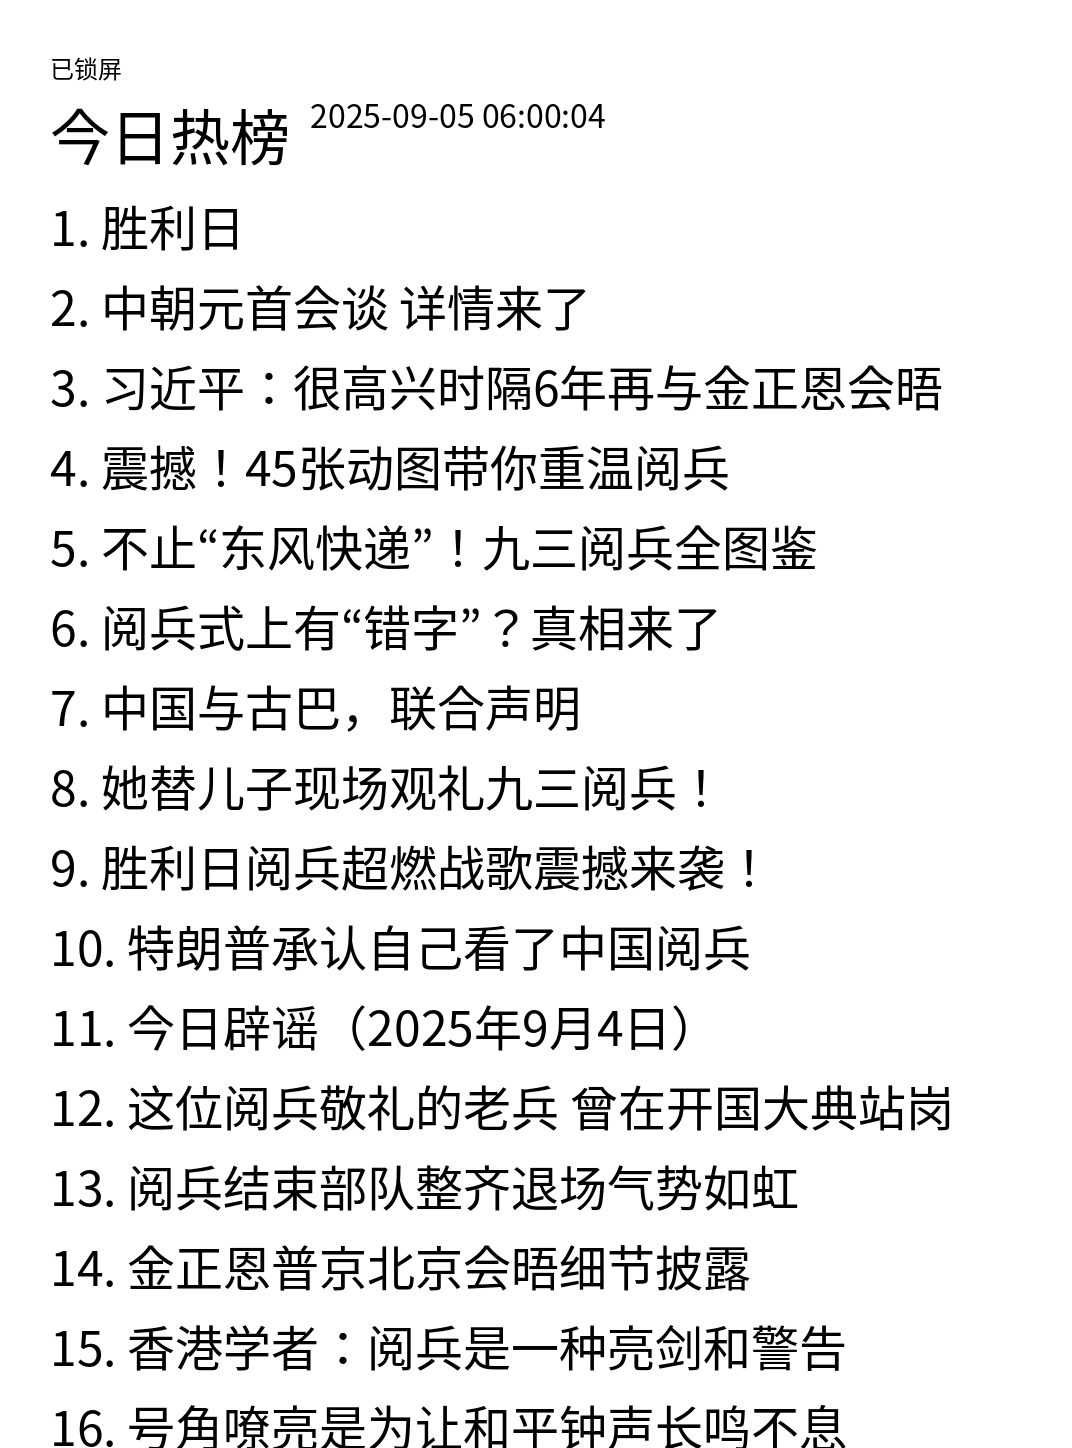 已锁屏
今日热榜 2025-09-05 06:00:04
1. 胜利日
2. 中朝元首会谈 详情来了
3. 习近平：很高兴时隔6年再与金正恩会晤
4. 震撼！45张动图带你重温阅兵
5. 不止“东风快递”！九三阅兵全图鉴
6. 阅兵式上有“错字”？真相来了
7. 中国与古巴，联合声明
8. 她替儿子现场观礼九三阅兵！
9. 胜利日阅兵超燃战歌震撼来袭！
10. 特朗普承认自己看了中国阅兵
11. 今日辟谣（2025年9月4日）
12. 这位阅兵敬礼的老兵 曾在开国大典站岗
13. 阅兵结束部队整齐退场气势如虹
14. 金正恩普京北京会晤细节披露
15. 香港学者：阅兵是一种亮剑和警告
16. 号角嘹亮是为让和平钟声长鸣不息